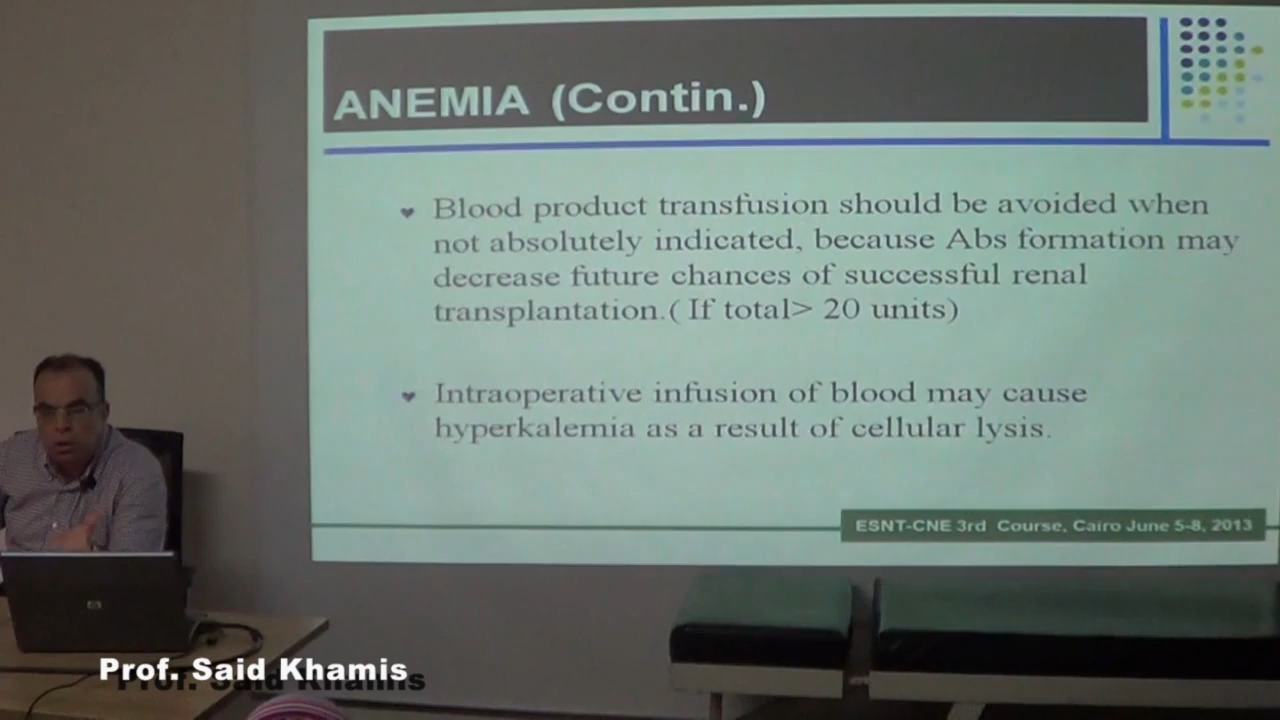 ANEMIA (Contin.)
Blood product transfusion should be avoided when
not absolutely indicated, because Abs formation may
decrease future chances of successful renal
transplantation.( If total> 20 units)
Intraoperative infusion of blood may cause
hyperkalemia as a result of cellular lysis.
ESNT-CNE 3rd Course, Cairo June 5-8, 2013
Prof. Said Khamis